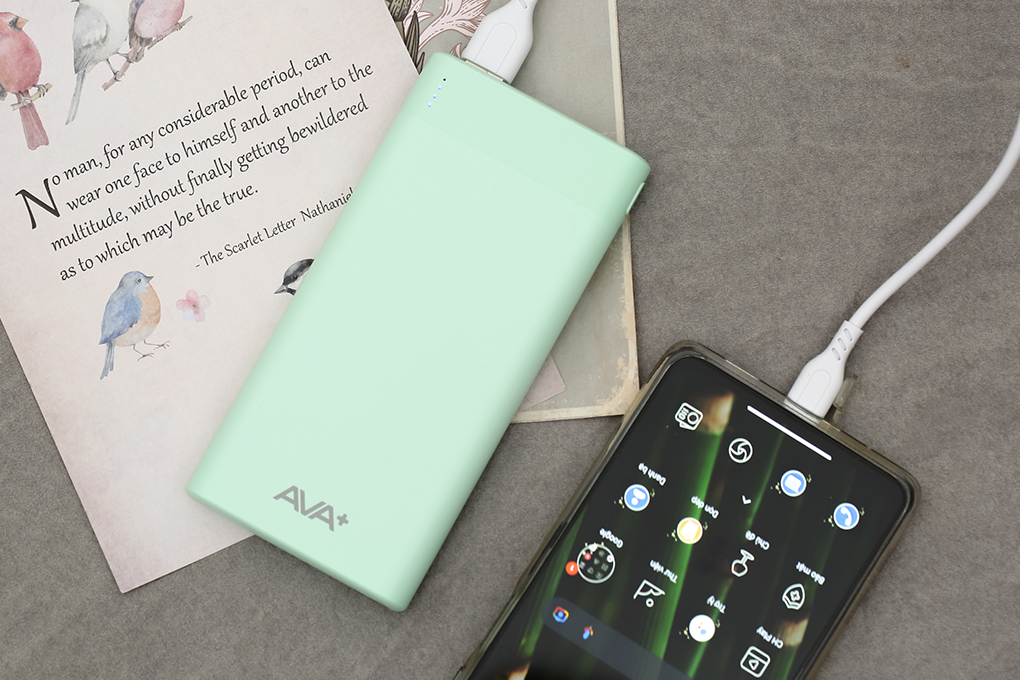 No man, for any considerable period, can
wear one face to himself and another to the
multitude, without finally getting bewildered
as to which may be the true.
- The Scarlet Letter Nathaniel
AVA+
Danh bạ
Dọn dẹp
Chủ đề
Bảo mật
Google
Thư viện
Trợ lý
CH Play